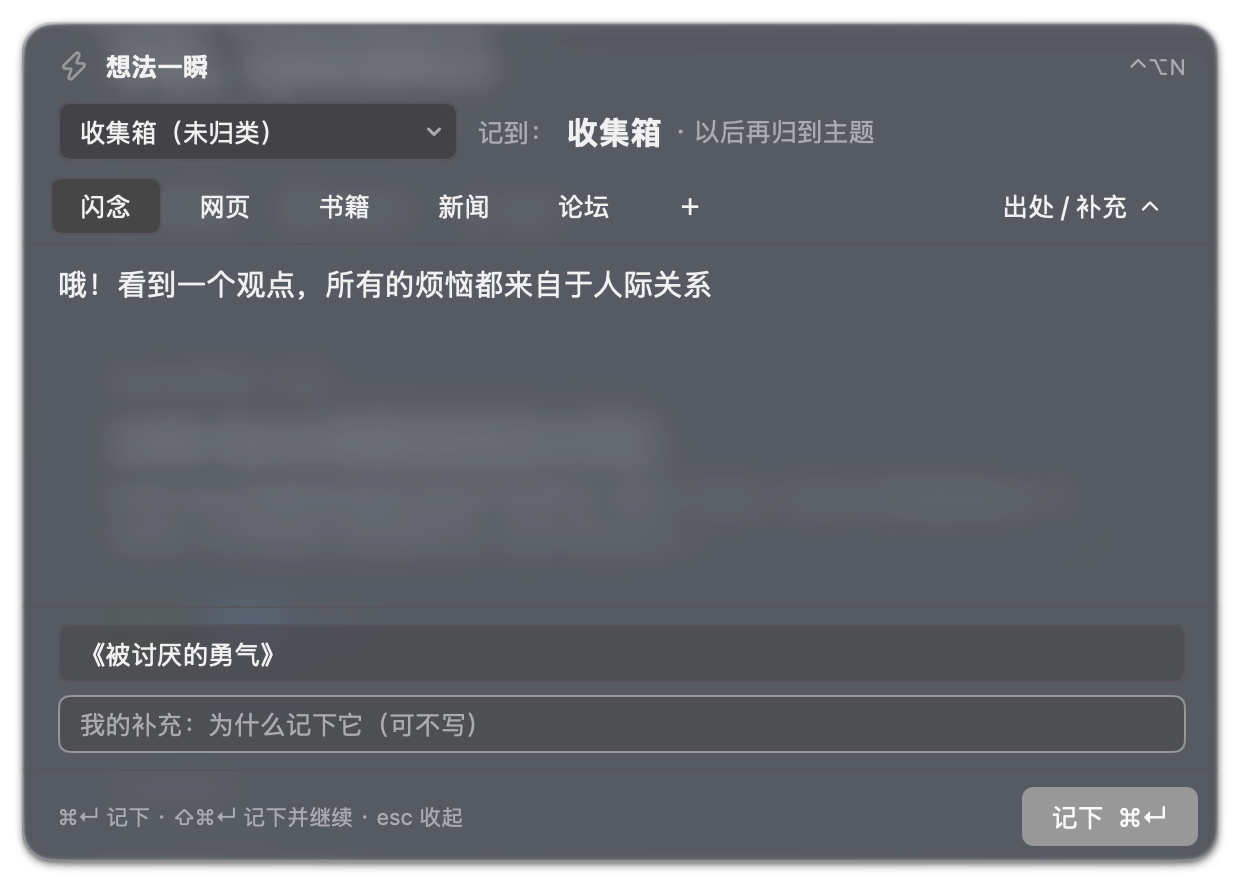 想法一瞬 ⌃⌥N
收集箱（未归类） 记到： 收集箱 · 以后再归到主题
闪念 网页 书籍 新闻 论坛 + 出处 / 补充
哦！看到一个观点，所有的烦恼都来自于人际关系
《被讨厌的勇气》
我的补充：为什么记下它（可不写）
⌘↵ 记下 · ⇧⌘↵ 记下并继续 · esc 收起 记下 ⌘↵